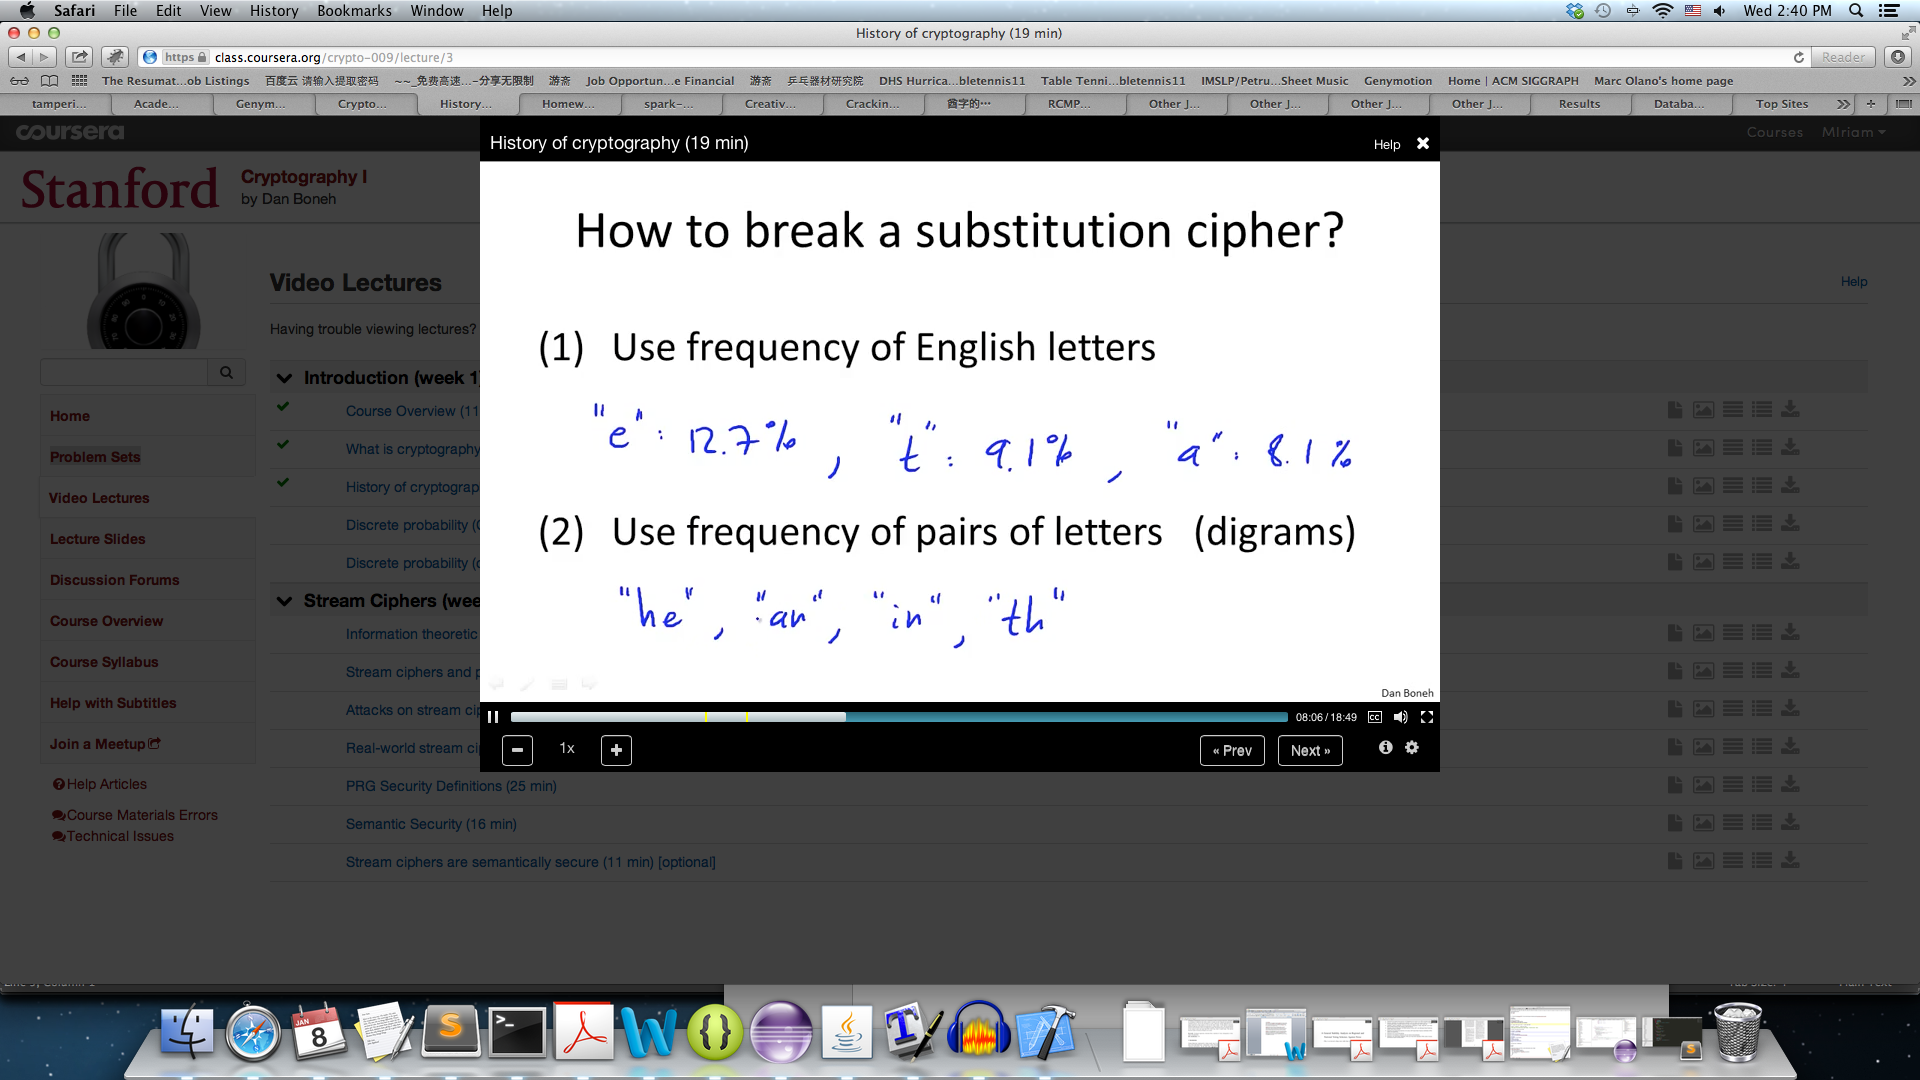 Safari File Edit View History Bookmarks Window Help Wed 2:40 PM
History of cryptography (19 min)
https class.coursera.org/crypto-009/lecture/3 Reader
The Resumat...ob Listings 百度云 请输入提取密码 ~~_免费高速...-分享无限制 游斋 Job Opportun...e Financial 游斋 乒乓器材研究院 DHS Hurrica...bletennis11 Table Tenni...bletennis11 IMSLP/Petru...Sheet Music Genymotion Home | ACM SIGGRAPH Marc Olano's home page
tamperi... Acade... Genym... Crypto... History... Homew... spark-... Creativ... Crackin... RCMP... Other J... Other J... Other J... Other J... Results Databa... Top Sites
coursera Courses MIriam
History of cryptography (19 min) Help
Stanford Cryptography I
by Dan Boneh
How to break a substitution cipher?
Video Lectures Help
Having trouble viewing lectures?
(1) Use frequency of English letters
Introduction (week 1)
Home
Course Overview (11
"e": 12.7% , "t": 9.1% , "a": 8.1%
Problem Sets
What is cryptography
Video Lectures
History of cryptograp
Lecture Slides
Discrete probability (
(2) Use frequency of pairs of letters (digrams)
Discussion Forums
Discrete probability (
Course Overview
Stream Ciphers (wee
"he" , "an" , "in" , "th"
Course Syllabus
Information theoretic
Help with Subtitles
Stream ciphers and p
Dan Boneh
Attacks on stream cip
08:06 / 18:49 CC
Join a Meetup
Real-world stream ci
1x « Prev Next »
Help Articles
PRG Security Definitions (25 min)
Course Materials Errors
Semantic Security (16 min)
Technical Issues
Stream ciphers are semantically secure (11 min) [optional]
JAN
8